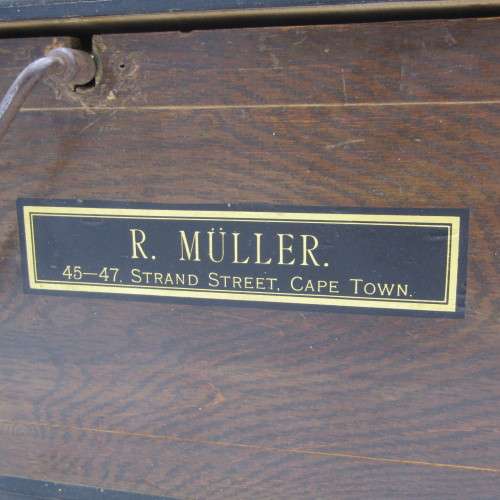 R. MÜLLER.
45—47, STRAND STREET, CAPE TOWN.